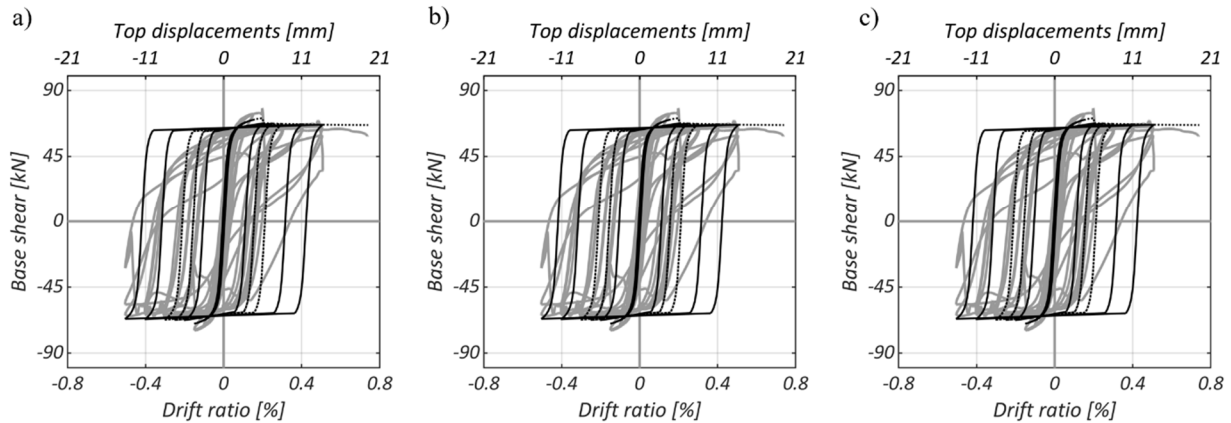 a)
Top displacements [mm]
-21 -11 0 11 21
90
45
0
-45
-90
Base shear [kN]
-0.8 -0.4 0 0.4 0.8
Drift ratio [%]
b)
Top displacements [mm]
-21 -11 0 11 21
90
45
0
-45
-90
Base shear [kN]
-0.8 -0.4 0 0.4 0.8
Drift ratio [%]
c)
Top displacements [mm]
-21 -11 0 11 21
90
45
0
-45
-90
Base shear [kN]
-0.8 -0.4 0 0.4 0.8
Drift ratio [%]